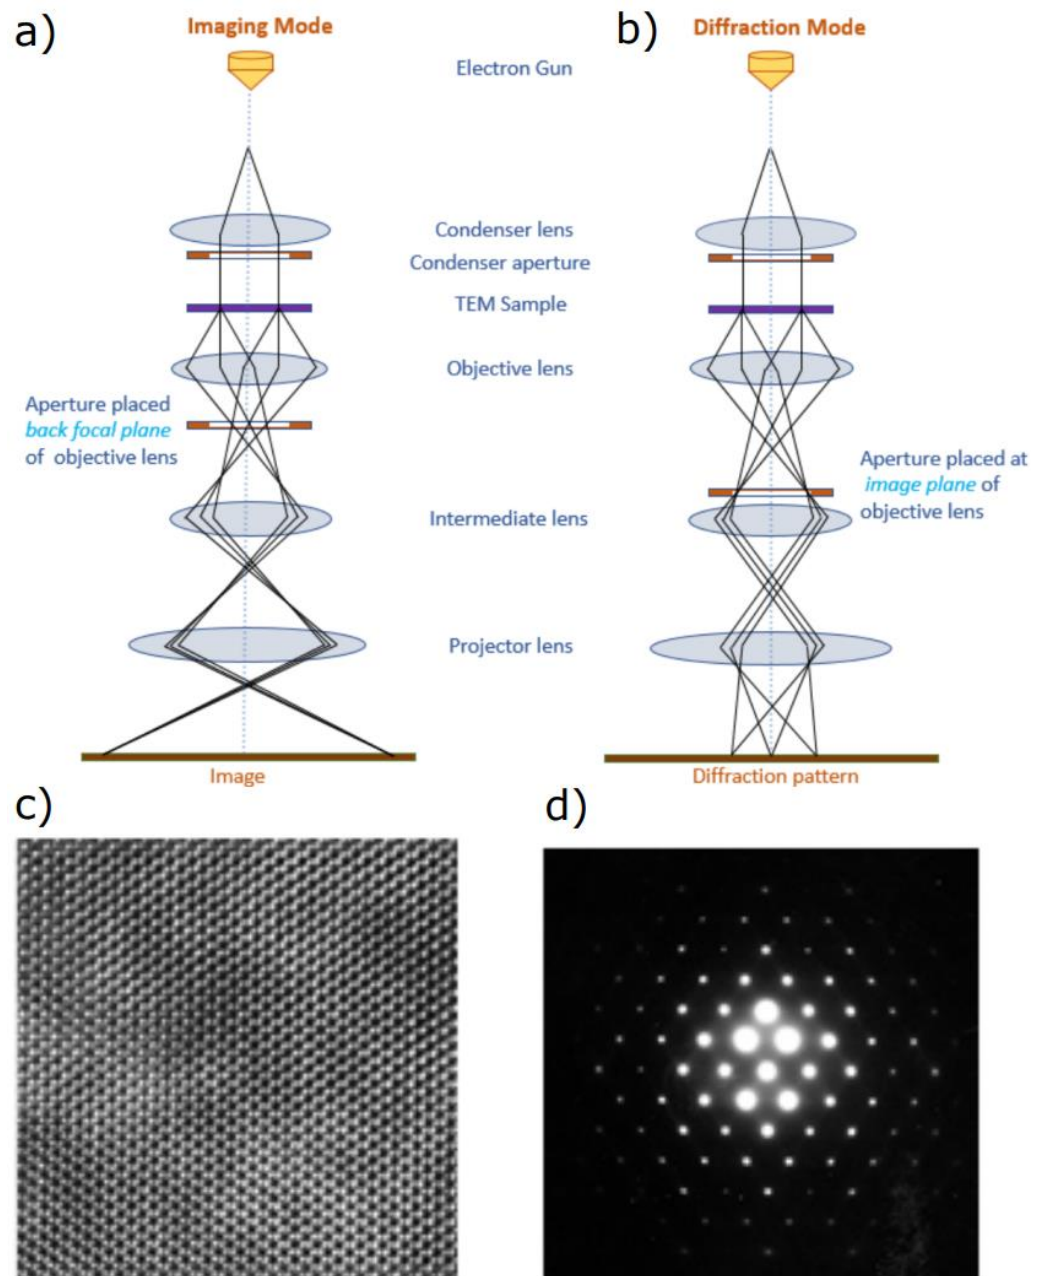 a)
Imaging Mode
b)
Diffraction Mode
Electron Gun
Condenser lens
Condenser aperture
TEM Sample
Objective lens
Aperture placed
back focal plane
of objective lens
Aperture placed at
image plane of
objective lens
Intermediate lens
Projector lens
Image
Diffraction pattern
c)
d)